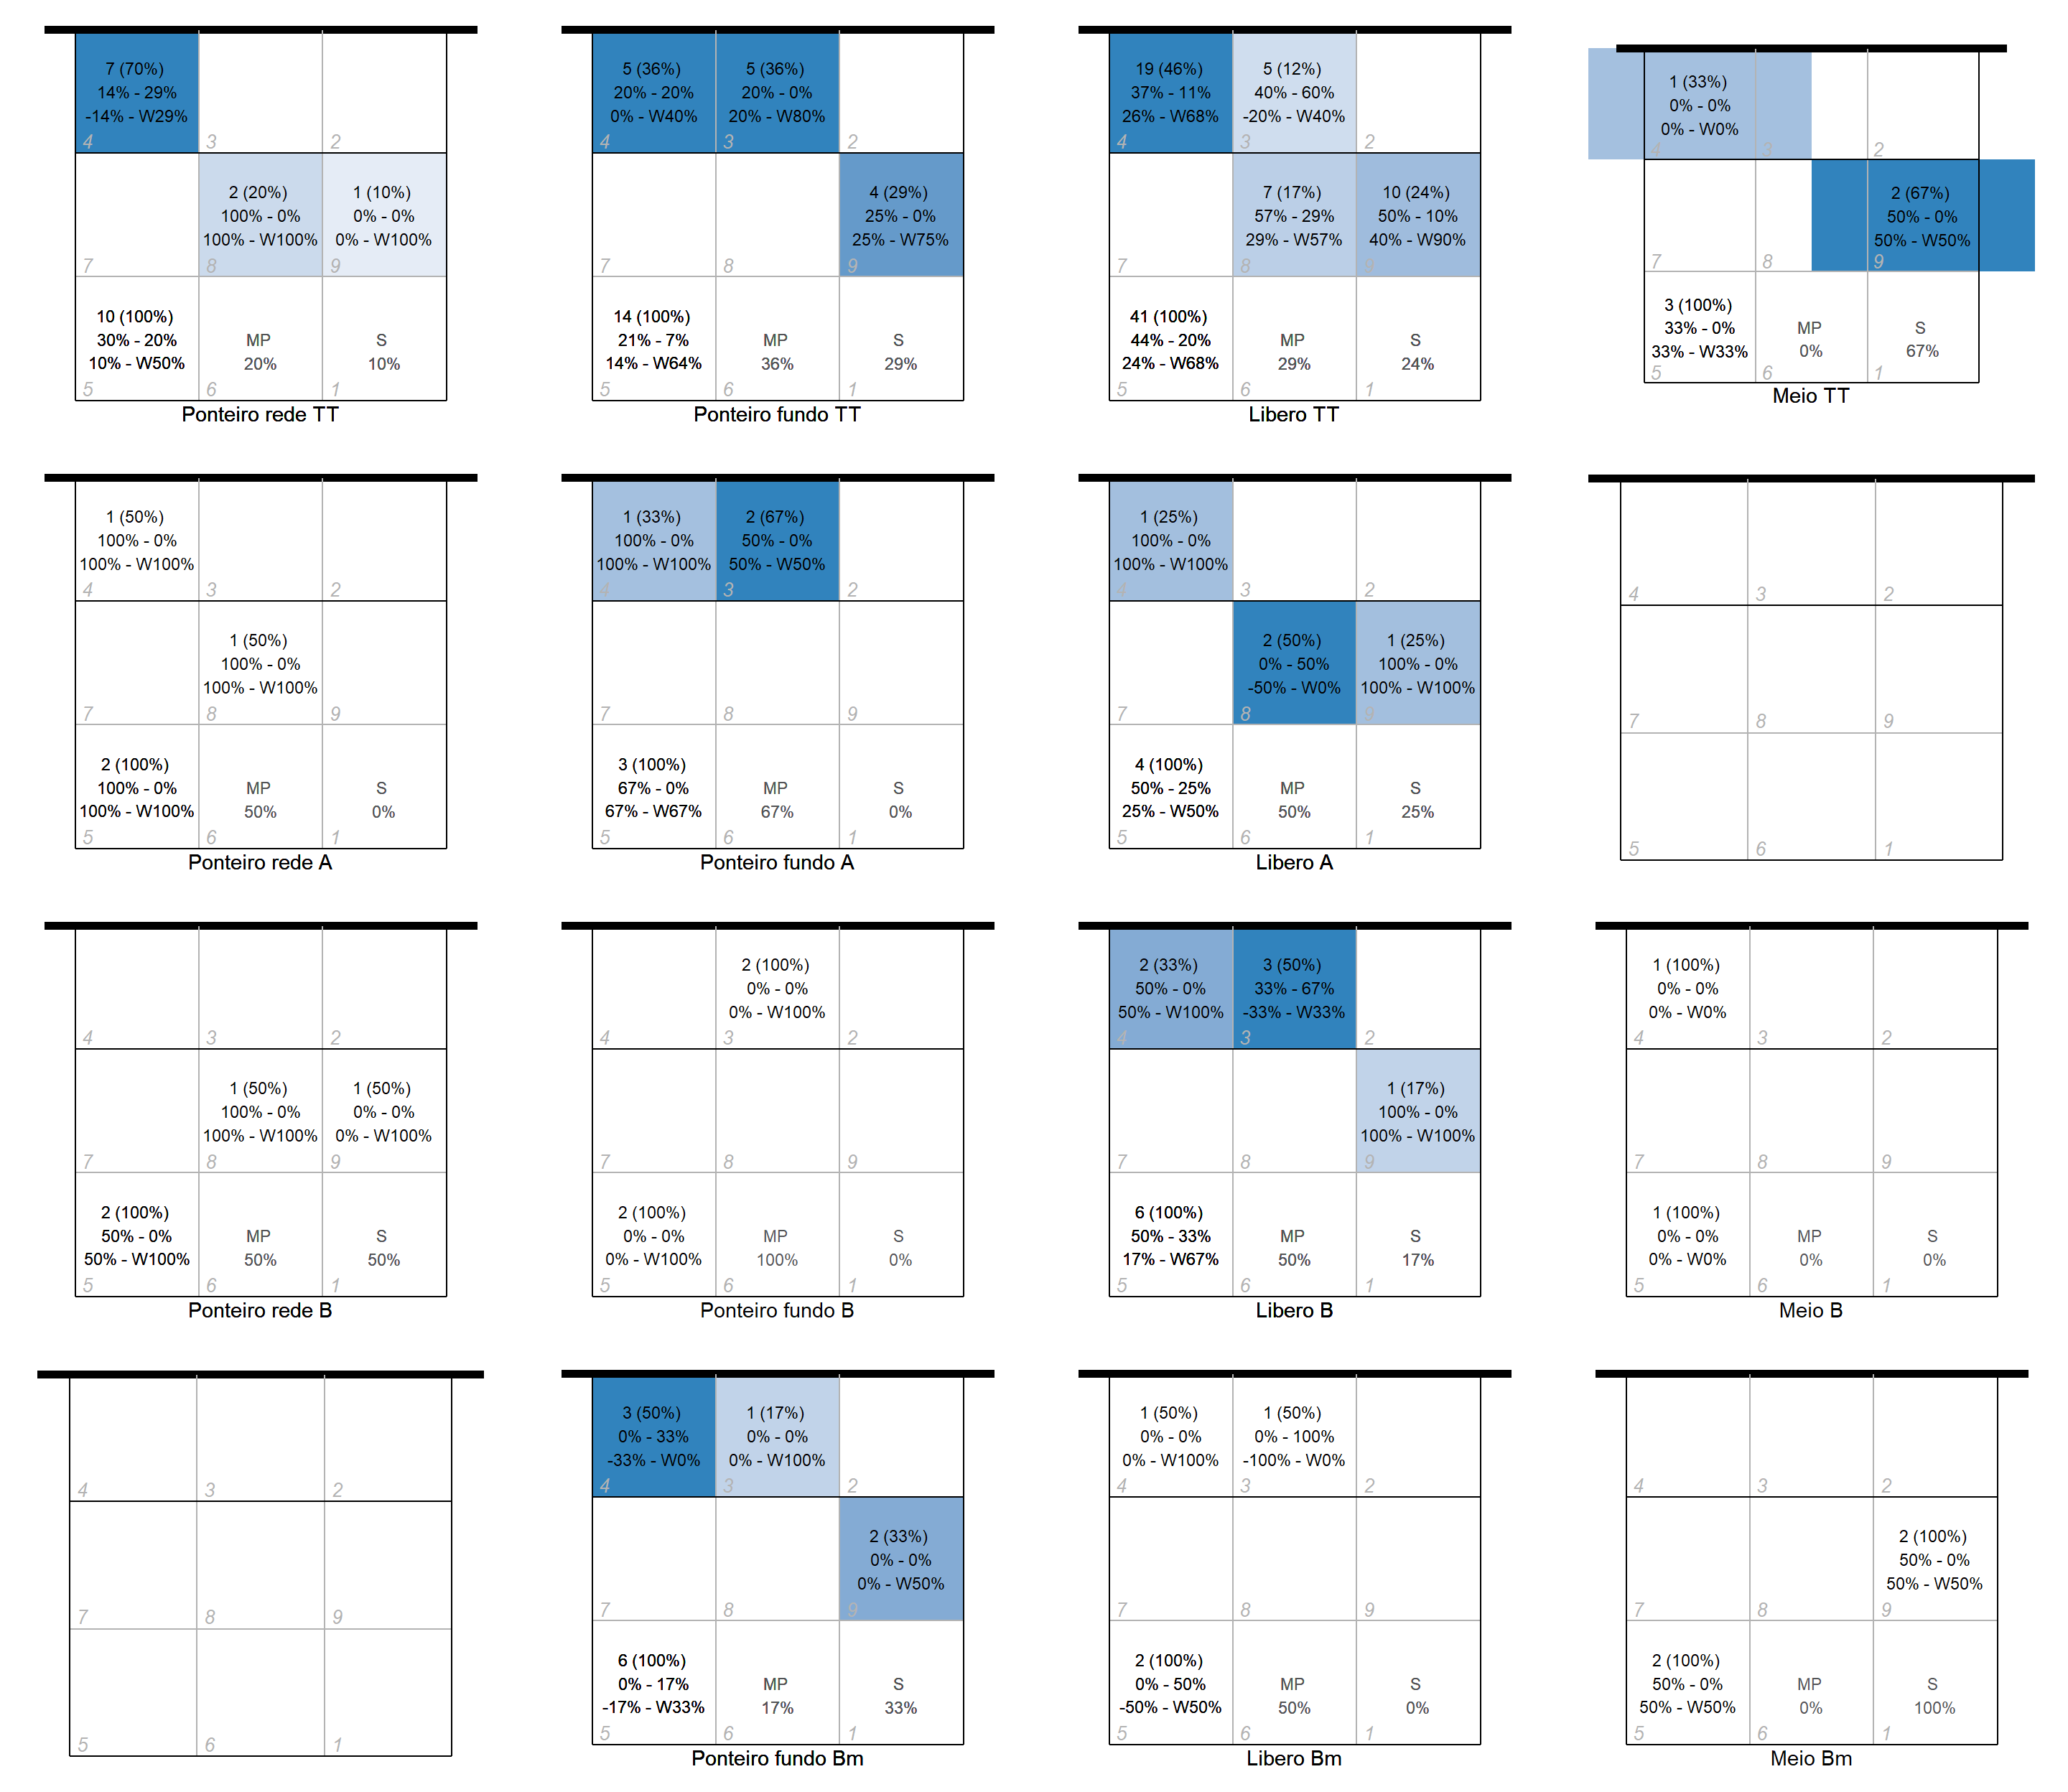 7 (70%)
14% - 29%
-14% - W29%
4
3
2
2 (20%)
100% - 0%
100% - W100%
1 (10%)
0% - 0%
0% - W100%
7
8
9
10 (100%)
30% - 20%
10% - W50%
MP
20%
S
10%
5
6
1
Ponteiro rede TT
5 (36%)
20% - 20%
0% - W40%
5 (36%)
20% - 0%
20% - W80%
4
3
2
4 (29%)
25% - 0%
25% - W75%
7
8
9
14 (100%)
21% - 7%
14% - W64%
MP
36%
S
29%
5
6
1
Ponteiro fundo TT
19 (46%)
37% - 11%
26% - W68%
5 (12%)
40% - 60%
-20% - W40%
4
3
2
7 (17%)
57% - 29%
29% - W57%
10 (24%)
50% - 10%
40% - W90%
7
8
9
41 (100%)
44% - 20%
24% - W68%
MP
29%
S
24%
5
6
1
Libero TT
1 (33%)
0% - 0%
0% - W0%
4
3
2
2 (67%)
50% - 0%
50% - W50%
7
8
9
3 (100%)
33% - 0%
33% - W33%
MP
0%
S
67%
5
6
1
Meio TT
1 (50%)
100% - 0%
100% - W100%
4
3
2
1 (50%)
100% - 0%
100% - W100%
7
8
9
2 (100%)
100% - 0%
100% - W100%
MP
50%
S
0%
5
6
1
Ponteiro rede A
1 (33%)
100% - 0%
100% - W100%
2 (67%)
50% - 0%
50% - W50%
4
3
2
7
8
9
3 (100%)
67% - 0%
67% - W67%
MP
67%
S
0%
5
6
1
Ponteiro fundo A
1 (25%)
100% - 0%
100% - W100%
4
3
2
2 (50%)
0% - 50%
-50% - W0%
1 (25%)
100% - 0%
100% - W100%
7
8
9
4 (100%)
50% - 25%
25% - W50%
MP
50%
S
25%
5
6
1
Libero A
4
3
2
7
8
9
5
6
1
4
3
2
1 (50%)
100% - 0%
100% - W100%
1 (50%)
0% - 0%
0% - W100%
7
8
9
2 (100%)
50% - 0%
50% - W100%
MP
50%
S
50%
5
6
1
Ponteiro rede B
2 (100%)
0% - 0%
0% - W100%
4
3
2
7
8
9
2 (100%)
0% - 0%
0% - W100%
MP
100%
S
0%
5
6
1
Ponteiro fundo B
2 (33%)
50% - 0%
50% - W100%
3 (50%)
33% - 67%
-33% - W33%
4
3
2
1 (17%)
100% - 0%
100% - W100%
7
8
9
6 (100%)
50% - 33%
17% - W67%
MP
50%
S
17%
5
6
1
Libero B
1 (100%)
0% - 0%
0% - W0%
4
3
2
7
8
9
1 (100%)
0% - 0%
0% - W0%
MP
0%
S
0%
5
6
1
Meio B
4
3
2
7
8
9
5
6
1
3 (50%)
0% - 33%
-33% - W0%
1 (17%)
0% - 0%
0% - W100%
4
3
2
2 (33%)
0% - 0%
0% - W50%
7
8
9
6 (100%)
0% - 17%
-17% - W33%
MP
17%
S
33%
5
6
1
Ponteiro fundo Bm
1 (50%)
0% - 0%
0% - W100%
1 (50%)
0% - 100%
-100% - W0%
4
3
2
7
8
9
2 (100%)
0% - 50%
-50% - W50%
MP
50%
S
0%
5
6
1
Libero Bm
4
3
2
2 (100%)
50% - 0%
50% - W50%
7
8
9
2 (100%)
50% - 0%
50% - W50%
MP
0%
S
100%
5
6
1
Meio Bm